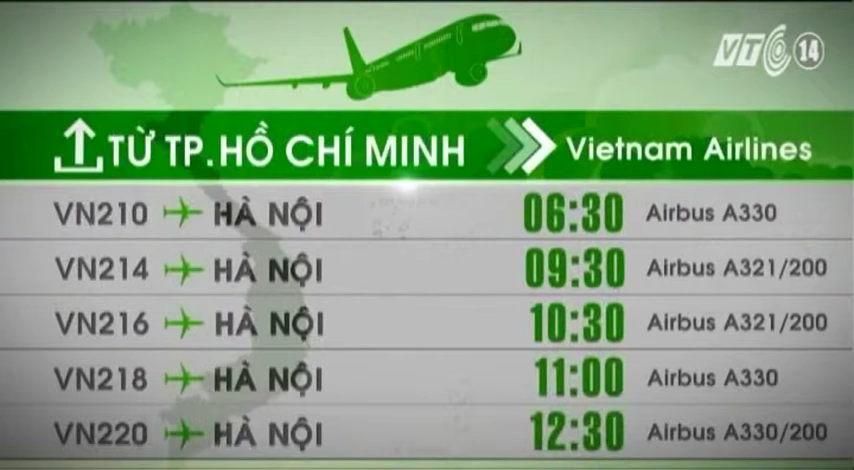 VTC 14
TỪ TP.HỒ CHÍ MINH Vietnam Airlines
VN210 HÀ NỘI 06:30 Airbus A330
VN214 HÀ NỘI 09:30 Airbus A321/200
VN216 HÀ NỘI 10:30 Airbus A321/200
VN218 HÀ NỘI 11:00 Airbus A330
VN220 HÀ NỘI 12:30 Airbus A330/200